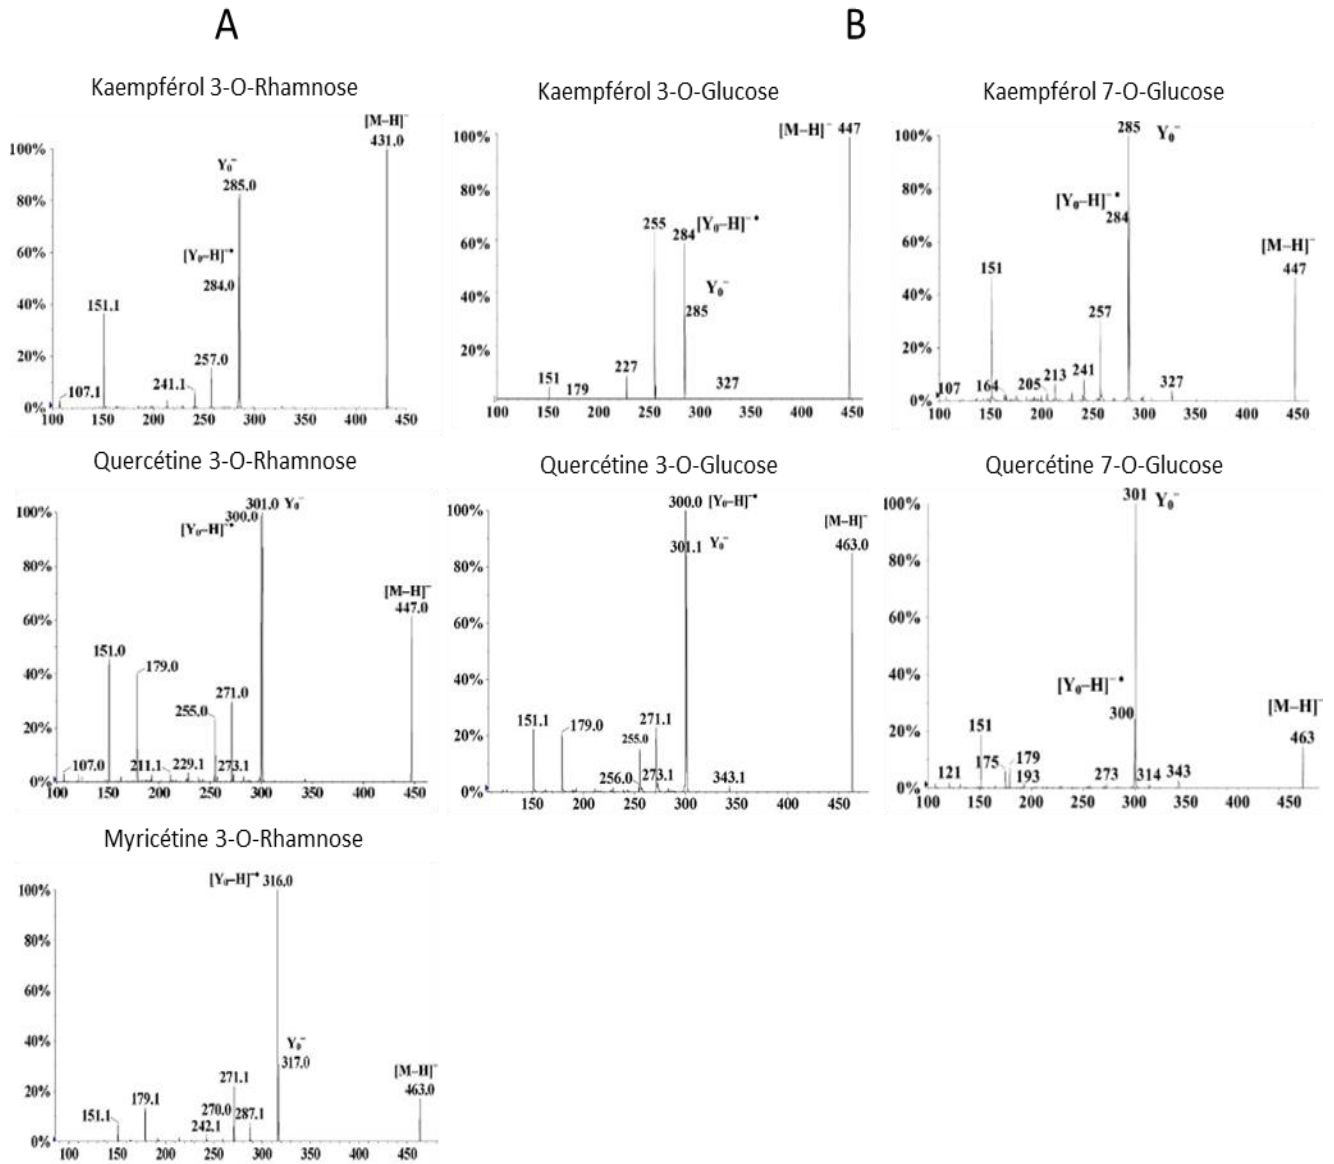 A
B
Kaempférol 3-O-Rhamnose
[M–H]⁻
431.0
100%
80%
60%
40%
20%
0%
Y₀⁻
285.0
[Y₀–H]⁻•
284.0
151.1
107.1
241.1
257.0
100 150 200 250 300 350 400 450
Kaempférol 3-O-Glucose
[M–H]⁻ 447
100%
80%
60%
40%
20%
255
284
[Y₀–H]⁻•
Y₀⁻
285
227
151
179
327
100 150 200 250 300 350 400 450
Kaempférol 7-O-Glucose
285 Y₀⁻
100%
80%
60%
40%
20%
0%
[Y₀–H]⁻•
284
[M–H]⁻
447
151
257
107
164
205
213
241
327
100 150 200 250 300 350 400 450
Quercétine 3-O-Rhamnose
301.0 Y₀⁻
300.0
[Y₀–H]⁻•
100%
80%
60%
40%
20%
0%
[M–H]⁻
447.0
151.0
179.0
271.0
255.0
107.0
211.1
229.1
273.1
100 150 200 250 300 350 400 450
Quercétine 3-O-Glucose
300.0 [Y₀–H]⁻•
301.1 Y₀⁻
100%
80%
60%
40%
20%
0%
[M–H]⁻
463.0
151.1
179.0
271.1
255.0
256.0
273.1
343.1
150 200 250 300 350 400 450
Quercétine 7-O-Glucose
301 Y₀⁻
100%
80%
60%
40%
20%
0%
[Y₀–H]⁻•
300
[M–H]⁻
463
151
121
175
179
193
273
314
343
100 150 200 250 300 350 400 450
Myricétine 3-O-Rhamnose
[Y₀–H]⁻• 316.0
100%
80%
60%
40%
20%
0%
Y₀⁻
317.0
[M–H]⁻
463.0
271.1
179.1
151.1
270.0
287.1
242.1
100 150 200 250 300 350 400 450